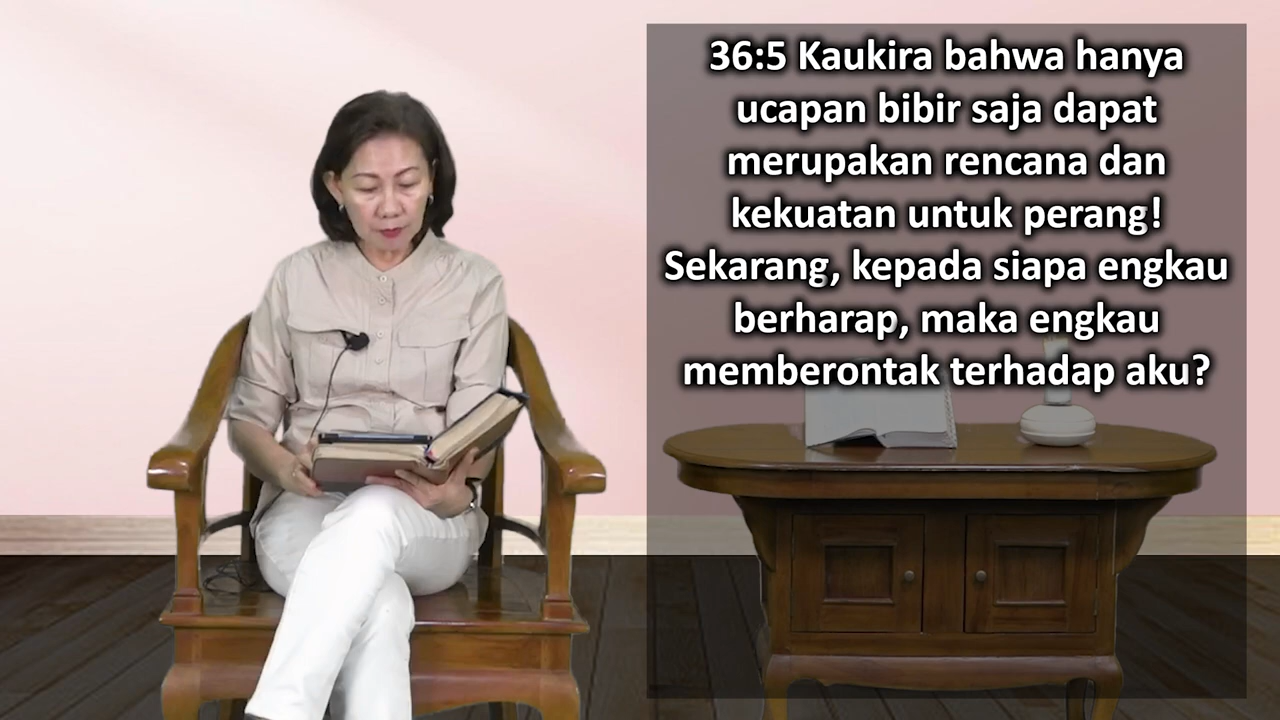 36:5 Kaukira bahwa hanya
ucapan bibir saja dapat
merupakan rencana dan
kekuatan untuk perang!
Sekarang, kepada siapa engkau
berharap, maka engkau
memberontak terhadap aku?